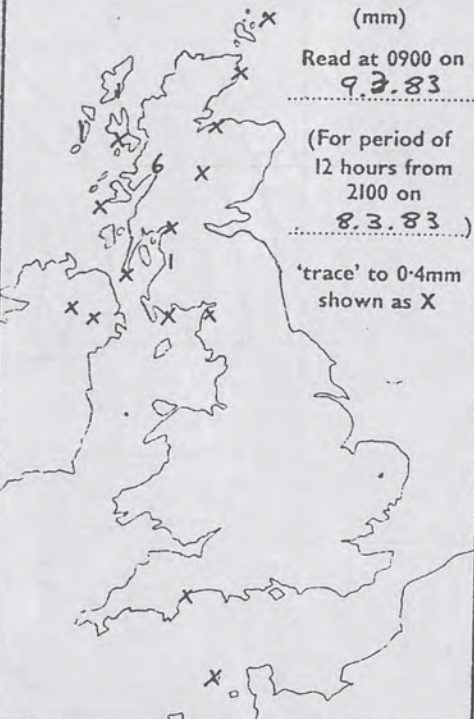 (mm)
Read at 0900 on
9.3.83
(For period of
12 hours from
2100 on
8.3.83)
'trace' to 0·4mm
shown as X
X
X
X
X
6
X
X
X
X
1
X
X
X
X
X
X